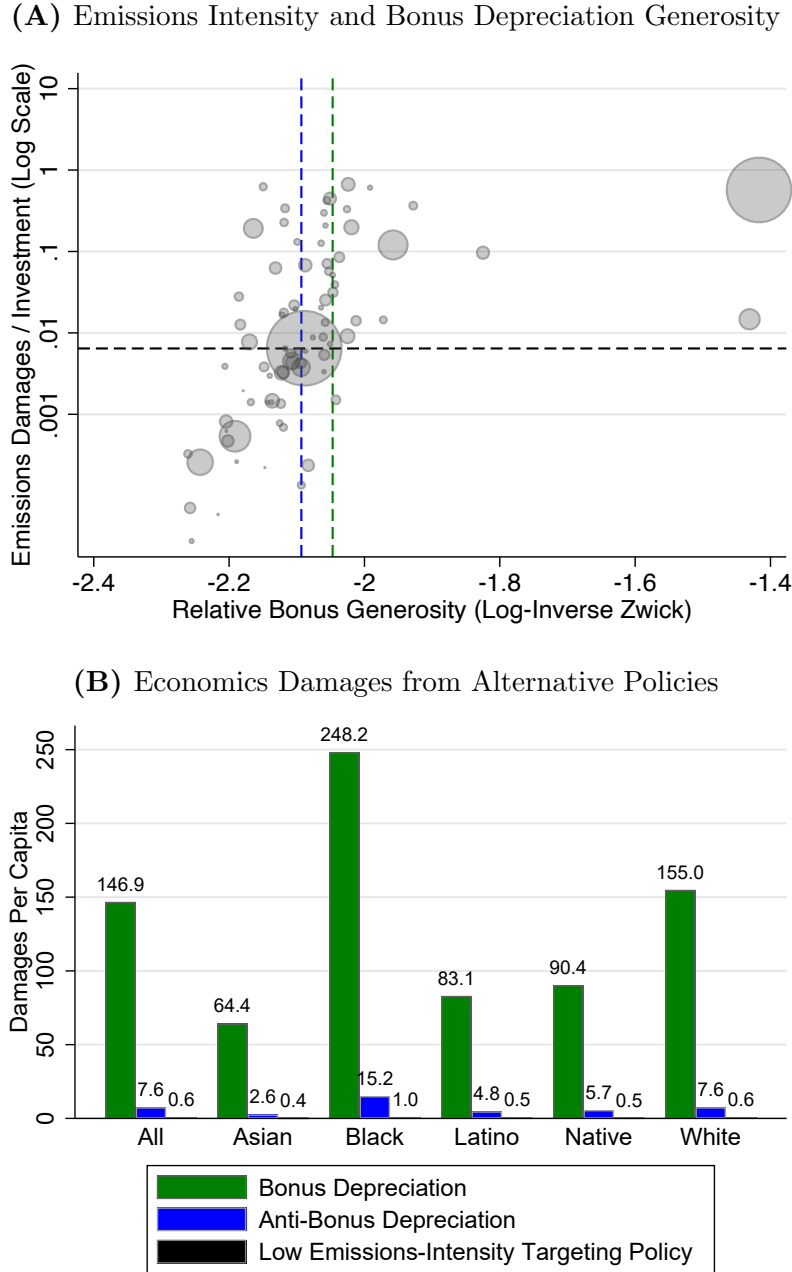 (A) Emissions Intensity and Bonus Depreciation Generosity
Emissions Damages / Investment (Log Scale)
10
1
.1
.01
.001
-2.4 -2.2 -2 -1.8 -1.6 -1.4
Relative Bonus Generosity (Log-Inverse Zwick)
(B) Economics Damages from Alternative Policies
Damages Per Capita
250
200
150
100
50
0
146.9 7.6 0.6
64.4 2.6 0.4
248.2 15.2 1.0
83.1 4.8 0.5
90.4 5.7 0.5
155.0 7.6 0.6
All Asian Black Latino Native White
Bonus Depreciation
Anti-Bonus Depreciation
Low Emissions-Intensity Targeting Policy